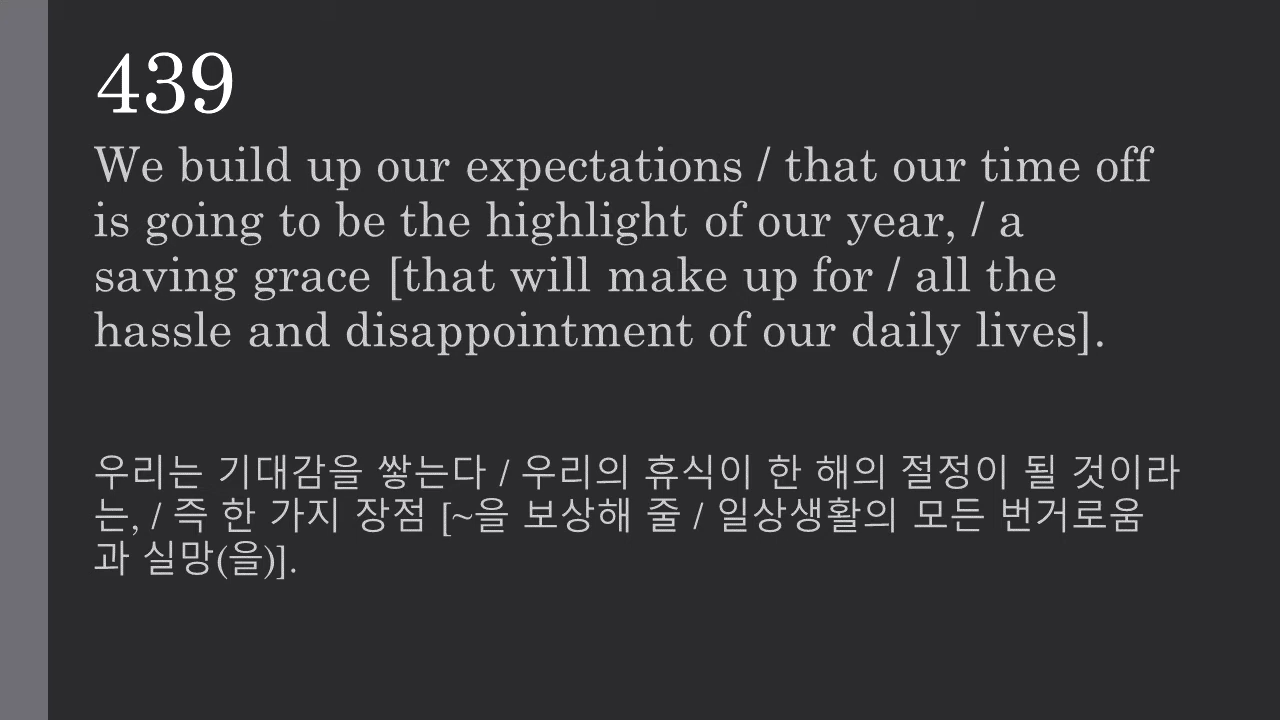 439
We build up our expectations / that our time off
is going to be the highlight of our year, / a
saving grace [that will make up for / all the
hassle and disappointment of our daily lives].
우리는 기대감을 쌓는다 / 우리의 휴식이 한 해의 절정이 될 것이라
는, / 즉 한 가지 장점 [~을 보상해 줄 / 일상생활의 모든 번거로움
과 실망(을)].